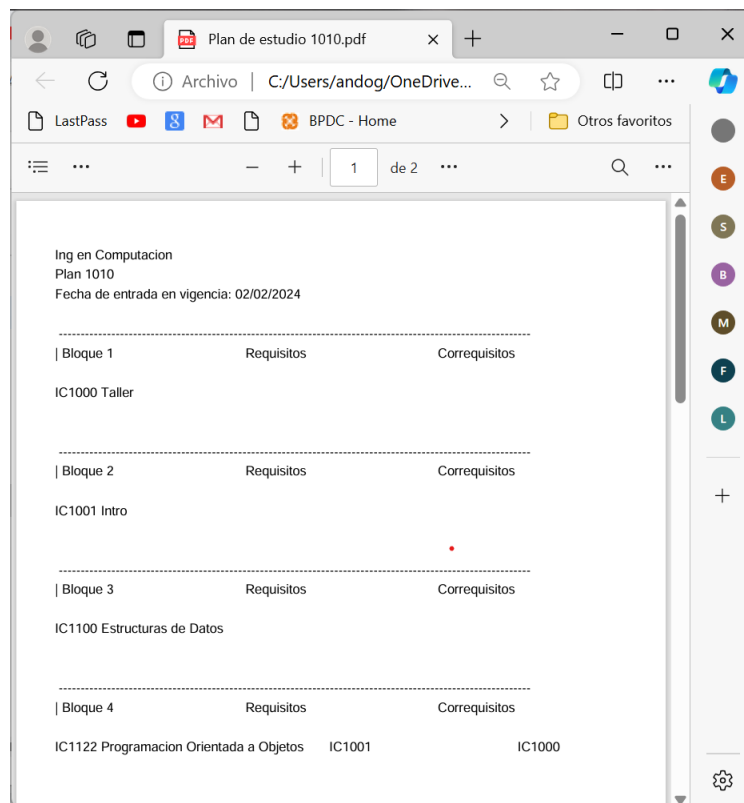 PDF Plan de estudio 1010.pdf
Archivo | C:/Users/andog/OneDrive...
LastPass 8 BPDC - Home Otros favoritos
1 de 2
E
S
B
M
F
L
Ing en Computacion
Plan 1010
Fecha de entrada en vigencia: 02/02/2024
------------------------------------------------------------------------------------------------------------
| Bloque 1 Requisitos Correquisitos
IC1000 Taller
------------------------------------------------------------------------------------------------------------
| Bloque 2 Requisitos Correquisitos
IC1001 Intro
------------------------------------------------------------------------------------------------------------
| Bloque 3 Requisitos Correquisitos
IC1100 Estructuras de Datos
------------------------------------------------------------------------------------------------------------
| Bloque 4 Requisitos Correquisitos
IC1122 Programacion Orientada a Objetos IC1001 IC1000